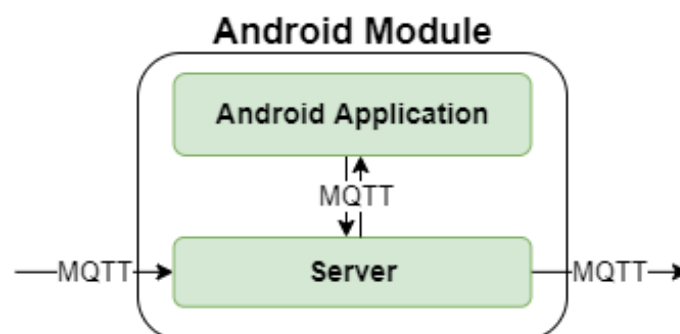 Android Module
Android Application
MQTT
MQTT
Server
MQTT